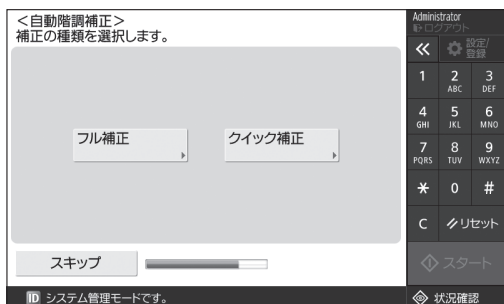 ＜自動階調補正＞
補正の種類を選択します。
フル補正
クイック補正
スキップ
ID システム管理モードです。
Administrator
ログアウト
設定/
登録
1 2 3
ABC DEF
4 5 6
GHI JKL MNO
7 8 9
PQRS TUV WXYZ
* 0 #
C リセット
スタート
状況確認